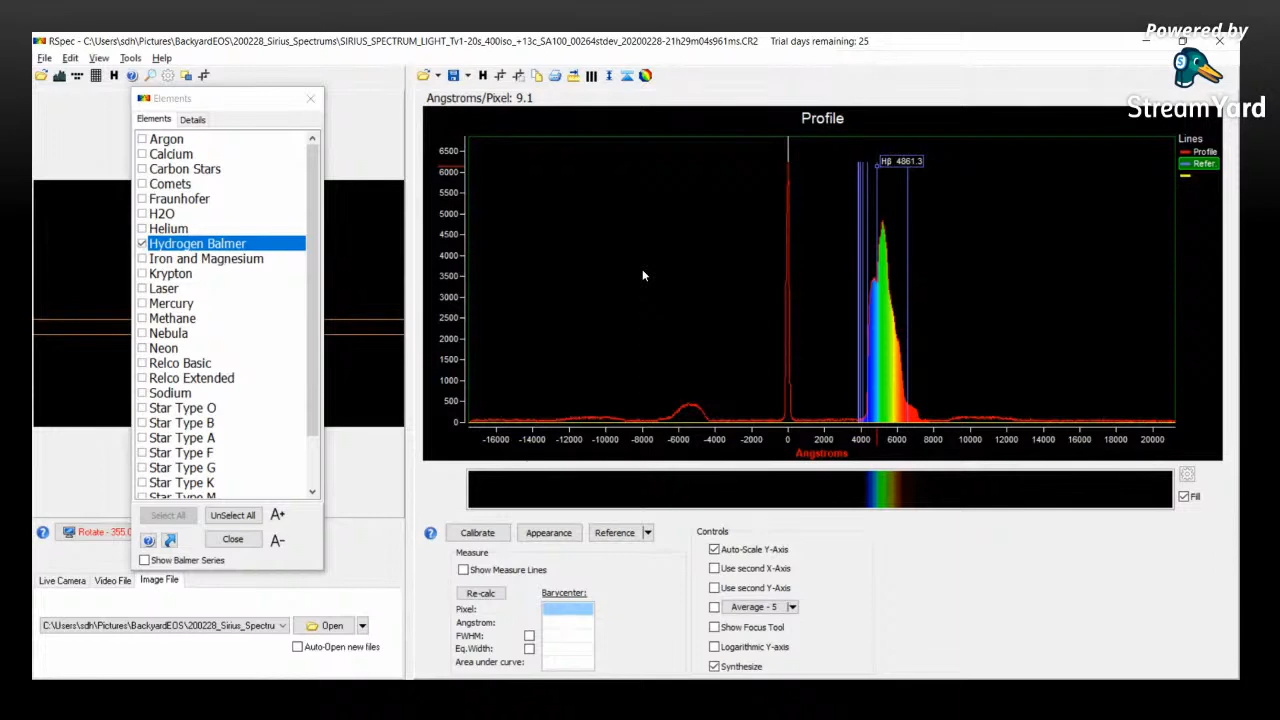 Powered by
StreamYard
RSpec - C:\Users\sdh\Pictures\BackyardEOS\200228_Sirius_Spectrums\SIRIUS_SPECTRUM_LIGHT_Tv1-20s_400iso_+13c_SA100_00264stdev_20200228-21h29m04s961ms.CR2 Trial days remaining: 25
File Edit View Tools Help
Elements
Elements Details
Argon
Calcium
Carbon Stars
Comets
Fraunhofer
H2O
Helium
Hydrogen Balmer
Iron and Magnesium
Krypton
Laser
Mercury
Methane
Nebula
Neon
Relco Basic
Relco Extended
Sodium
Star Type O
Star Type B
Star Type A
Star Type F
Star Type G
Star Type K
Star Type M
Select All UnSelect All A+
Close A-
Show Balmer Series
Rotate - 355.0
Live Camera Video File Image File
C:\Users\sdh\Pictures\BackyardEOS\200228_Sirius_Spectru Open
Auto-Open new files
Angstroms/Pixel: 9.1
Profile
Lines
Profile
Refer.
Hβ 4861.3
6500
6000
5500
5000
4500
4000
3500
3000
2500
2000
1500
1000
500
0
-16000 -14000 -12000 -10000 -8000 -6000 -4000 -2000 0 2000 4000 6000 8000 10000 12000 14000 16000 18000 20000
Angstroms
Fill
Calibrate Appearance Reference
Measure
Show Measure Lines
Re-calc Barycenter:
Pixel:
Angstrom:
FWHM:
Eq.Width:
Area under curve:
Controls
Auto-Scale Y-Axis
Use second X-Axis
Use second Y-Axis
Average - 5
Show Focus Tool
Logarithmic Y-axis
Synthesize